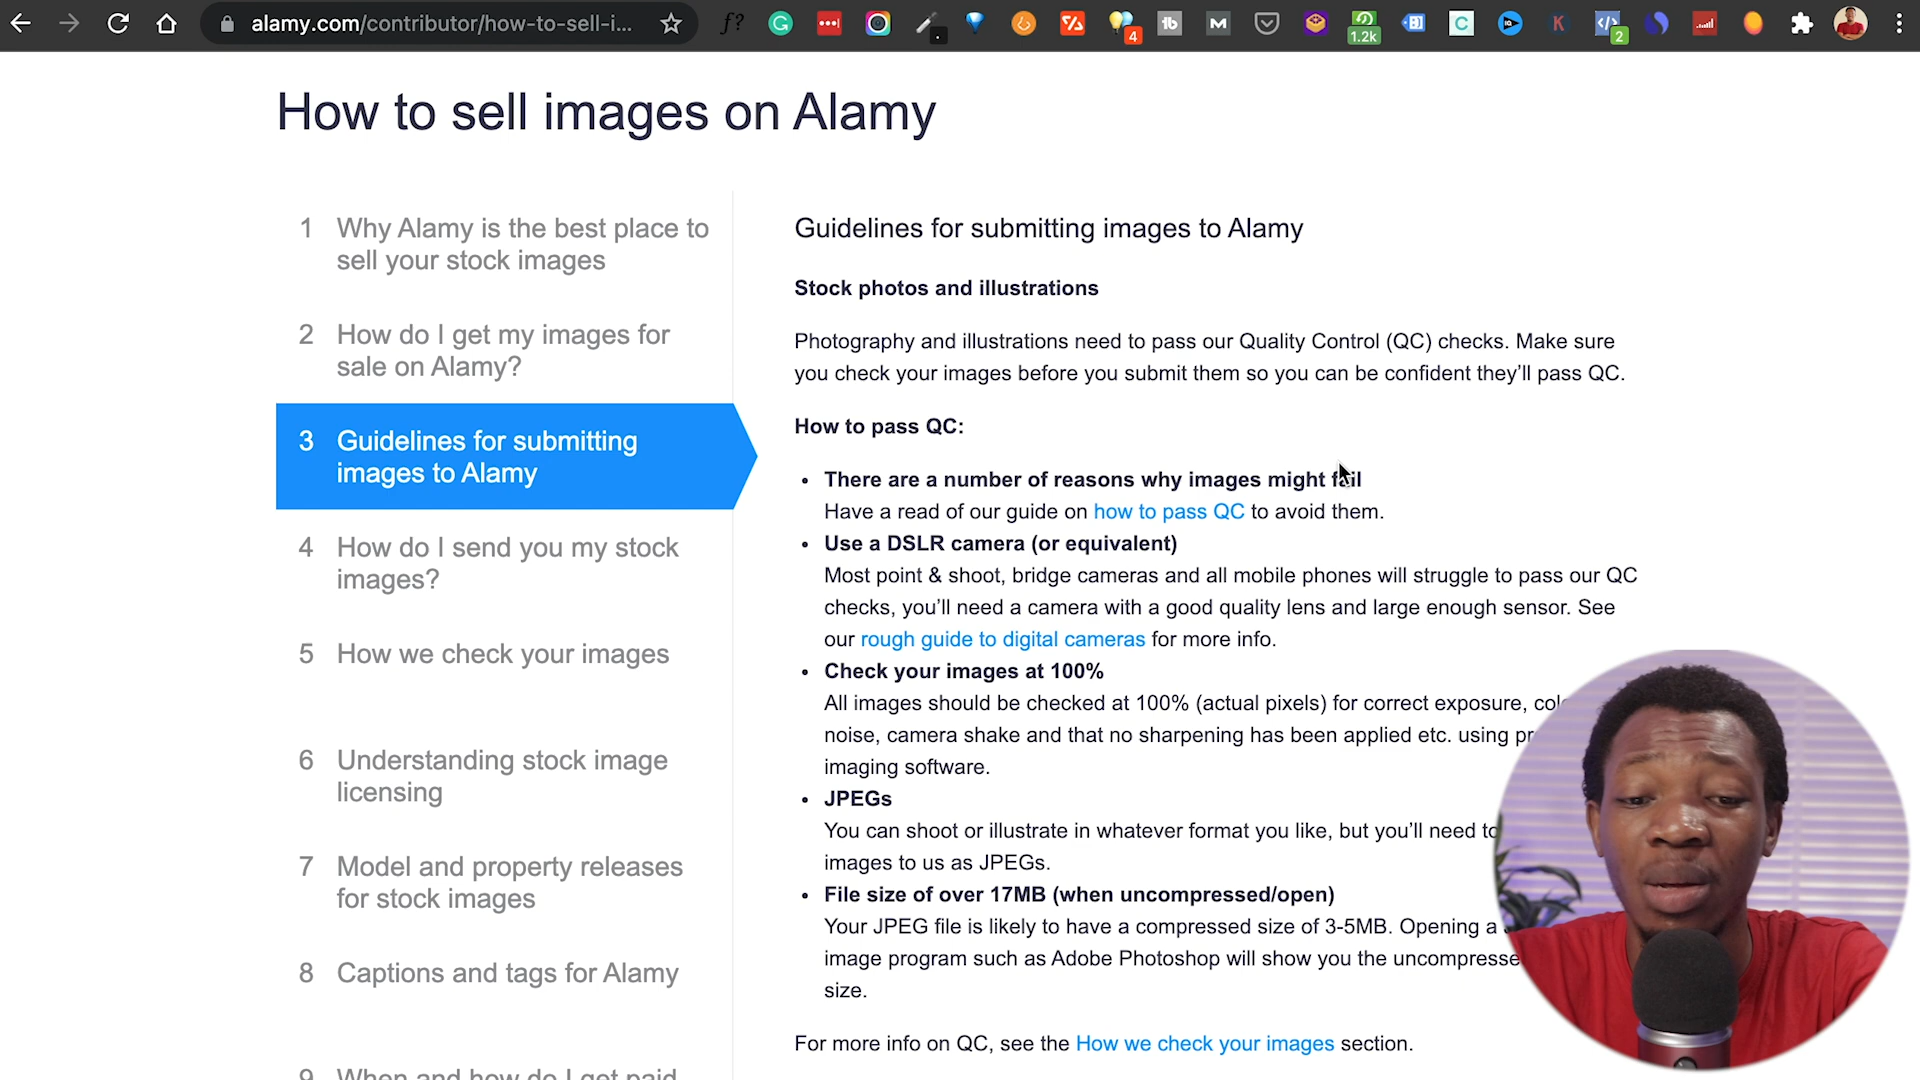 alamy.com/contributor/how-to-sell-i...
f?
4
1.2k
2
How to sell images on Alamy
1 Why Alamy is the best place to
sell your stock images
2 How do I get my images for
sale on Alamy?
3 Guidelines for submitting
images to Alamy
4 How do I send you my stock
images?
5 How we check your images
6 Understanding stock image
licensing
7 Model and property releases
for stock images
8 Captions and tags for Alamy
9 When and how do I get paid
Guidelines for submitting images to Alamy
Stock photos and illustrations
Photography and illustrations need to pass our Quality Control (QC) checks. Make sure
you check your images before you submit them so you can be confident they'll pass QC.
How to pass QC:
• There are a number of reasons why images might fail
Have a read of our guide on how to pass QC to avoid them.
• Use a DSLR camera (or equivalent)
Most point & shoot, bridge cameras and all mobile phones will struggle to pass our QC
checks, you'll need a camera with a good quality lens and large enough sensor. See
our rough guide to digital cameras for more info.
• Check your images at 100%
All images should be checked at 100% (actual pixels) for correct exposure,
noise, camera shake and that no sharpening has been applied etc. using
imaging software.
• JPEGs
You can shoot or illustrate in whatever format you like, but you'll need to
images to us as JPEGs.
• File size of over 17MB (when uncompressed/open)
Your JPEG file is likely to have a compressed size of 3-5MB. Opening a
image program such as Adobe Photoshop will show you the
size.
For more info on QC, see the How we check your images section.